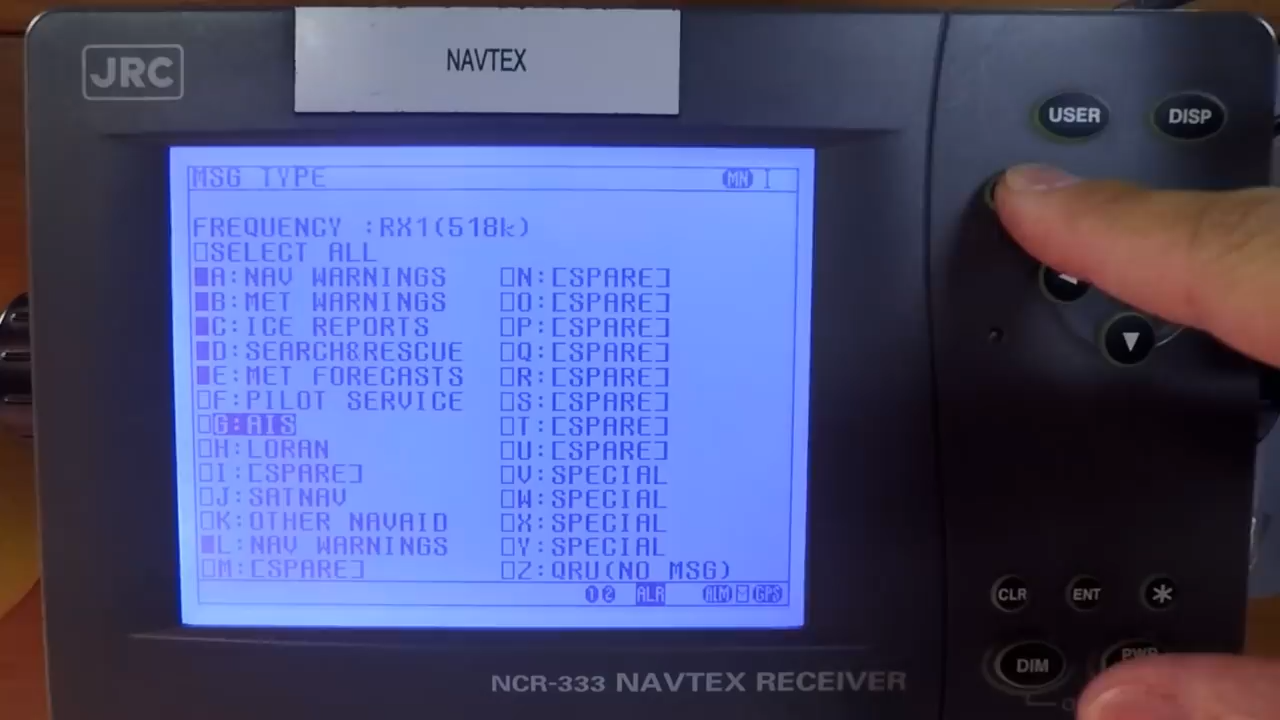 JRC
NAVTEX
USER
DISP
MSG TYPE
MN I
FREQUENCY :RX1(518k)
SELECT ALL
A:NAV WARNINGS
B:MET WARNINGS
C:ICE REPORTS
D:SEARCH&RESCUE
E:MET FORECASTS
F:PILOT SERVICE
G:AIS
H:LORAN
I:[SPARE]
J:SATNAV
K:OTHER NAVAID
L:NAV WARNINGS
M:[SPARE]
N:[SPARE]
O:[SPARE]
P:[SPARE]
Q:[SPARE]
R:[SPARE]
S:[SPARE]
T:[SPARE]
U:[SPARE]
V:SPECIAL
W:SPECIAL
X:SPECIAL
Y:SPECIAL
Z:QRU(NO MSG)
1 2 ALR ALM GPS
CLR ENT *
DIM PWR
NCR-333 NAVTEX RECEIVER